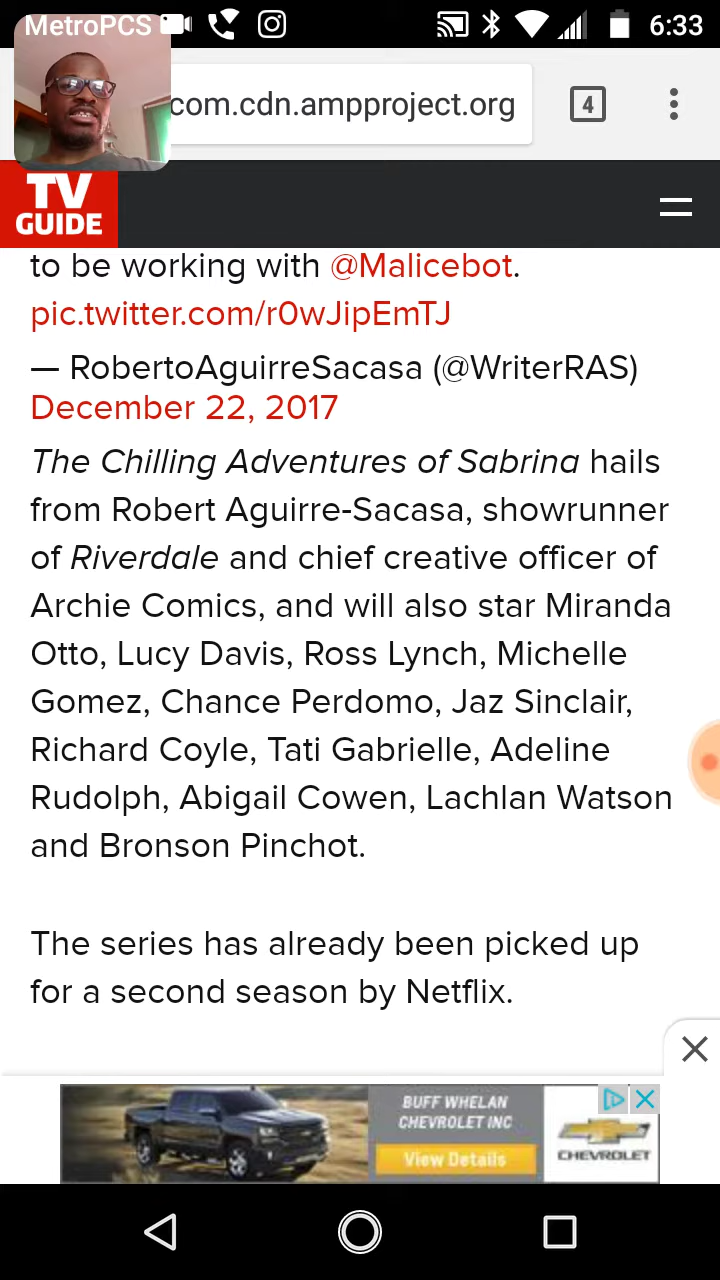 MetroPCS
6:33
com.cdn.ampproject.org
4
TV
GUIDE
to be working with @Malicebot.
pic.twitter.com/r0wJipEmTJ
— RobertoAguirreSacasa (@WriterRAS)
December 22, 2017
The Chilling Adventures of Sabrina hails
from Robert Aguirre-Sacasa, showrunner
of Riverdale and chief creative officer of
Archie Comics, and will also star Miranda
Otto, Lucy Davis, Ross Lynch, Michelle
Gomez, Chance Perdomo, Jaz Sinclair,
Richard Coyle, Tati Gabrielle, Adeline
Rudolph, Abigail Cowen, Lachlan Watson
and Bronson Pinchot.
The series has already been picked up
for a second season by Netflix.
BUFF WHELAN
CHEVROLET INC
View Details
CHEVROLET